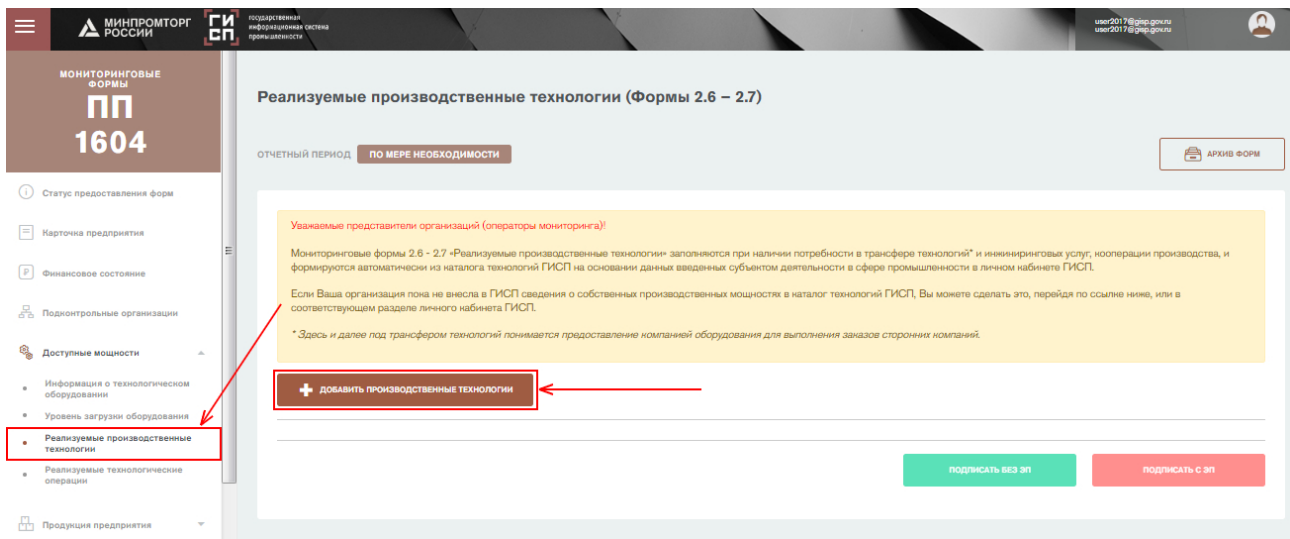 МИНПРОМТОРГ
РОССИИ
ГИ
СП
государственная
информационная система
промышленности
user2017@gisp.gov.ru
user2017@gisp.gov.ru
МОНИТОРИНГОВЫЕ
ФОРМЫ
ПП
1604
Статус предоставления форм
Карточка предприятия
Финансовое состояние
Подконтрольные организации
Доступные мощности
Информация о технологическом
оборудовании
Уровень загрузки оборудования
Реализуемые производственные
технологии
Реализуемые технологические
операции
Продукция предприятия
Реализуемые производственные технологии (Формы 2.6 – 2.7)
ОТЧЕТНЫЙ ПЕРИОД ПО МЕРЕ НЕОБХОДИМОСТИ
АРХИВ ФОРМ
Уважаемые представители организаций (операторы мониторинга)!
Мониторинговые формы 2.6 - 2.7 «Реализуемые производственные технологии» заполняются при наличии потребности в трансфере технологий* и инжиниринговых услуг, кооперации производства, и
формируются автоматически из каталога технологий ГИСП на основании данных введенных субъектом деятельности в сфере промышленности в личном кабинете ГИСП.
Если Ваша организация пока не внесла в ГИСП сведения о собственных производственных мощностях в каталог технологий ГИСП, Вы можете сделать это, перейдя по ссылке ниже, или в
соответствующем разделе личного кабинета ГИСП.
* Здесь и далее под трансфером технологий понимается предоставление компанией оборудования для выполнения заказов сторонних компаний.
ДОБАВИТЬ ПРОИЗВОДСТВЕННЫЕ ТЕХНОЛОГИИ
ПОДПИСАТЬ БЕЗ ЭП
ПОДПИСАТЬ С ЭП